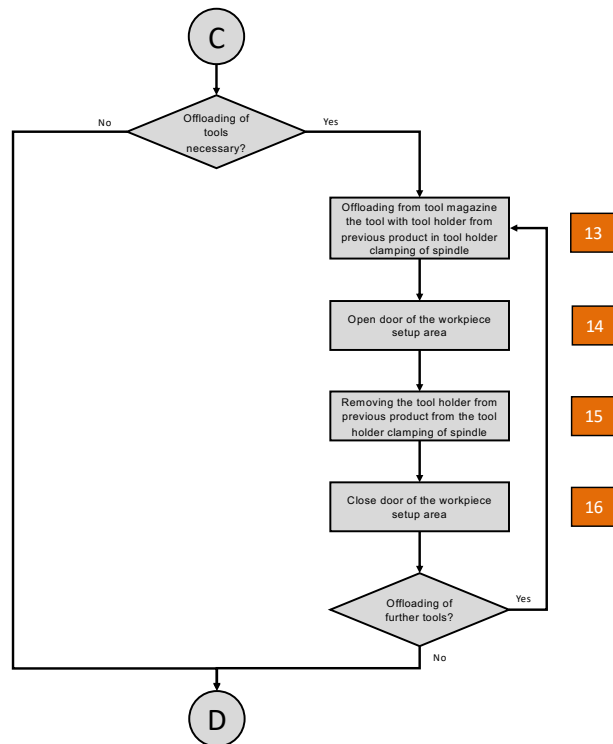 C
Offloading of
tools
necessary?
No
Yes
Offloading from tool magazine
the tool with tool holder from
previous product in tool holder
clamping of spindle
13
Open door of the workpiece
setup area
14
Removing the tool holder from
previous product from the tool
holder clamping of spindle
15
Close door of the workpiece
setup area
16
Offloading of
further tools?
Yes
No
D